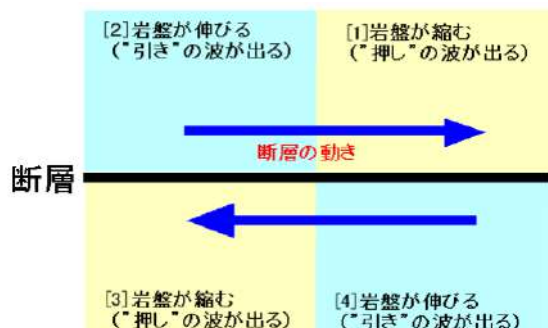 [2]岩盤が伸びる
("引き"の波が出る)
[1]岩盤が縮む
("押し"の波が出る)
断層の動き
断層
[3]岩盤が縮む
("押し"の波が出る)
[4]岩盤が伸びる
("引き"の波が出る)